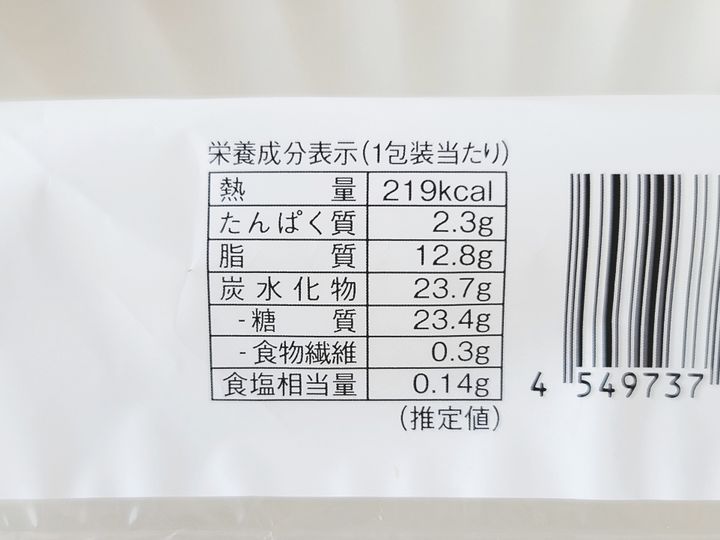 栄養成分表示(1包装当たり)
熱量 219kcal
たんぱく質 2.3g
脂質 12.8g
炭水化物 23.7g
-糖質 23.4g
-食物繊維 0.3g
食塩相当量 0.14g
(推定値)
4 549737